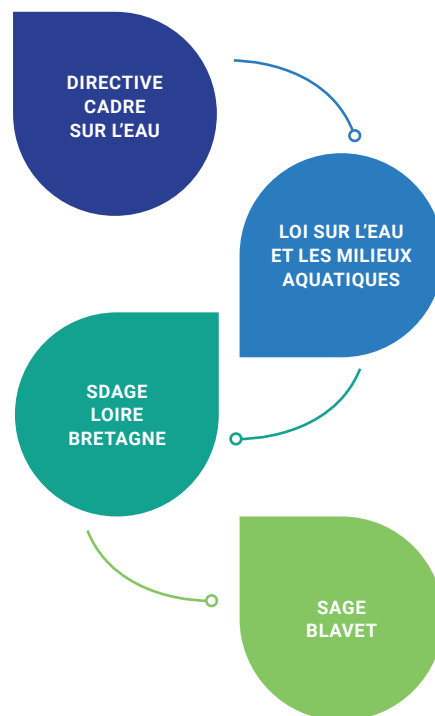 DIRECTIVE
CADRE
SUR L'EAU
LOI SUR L'EAU
ET LES MILIEUX
AQUATIQUES
SDAGE
LOIRE
BRETAGNE
SAGE
BLAVET